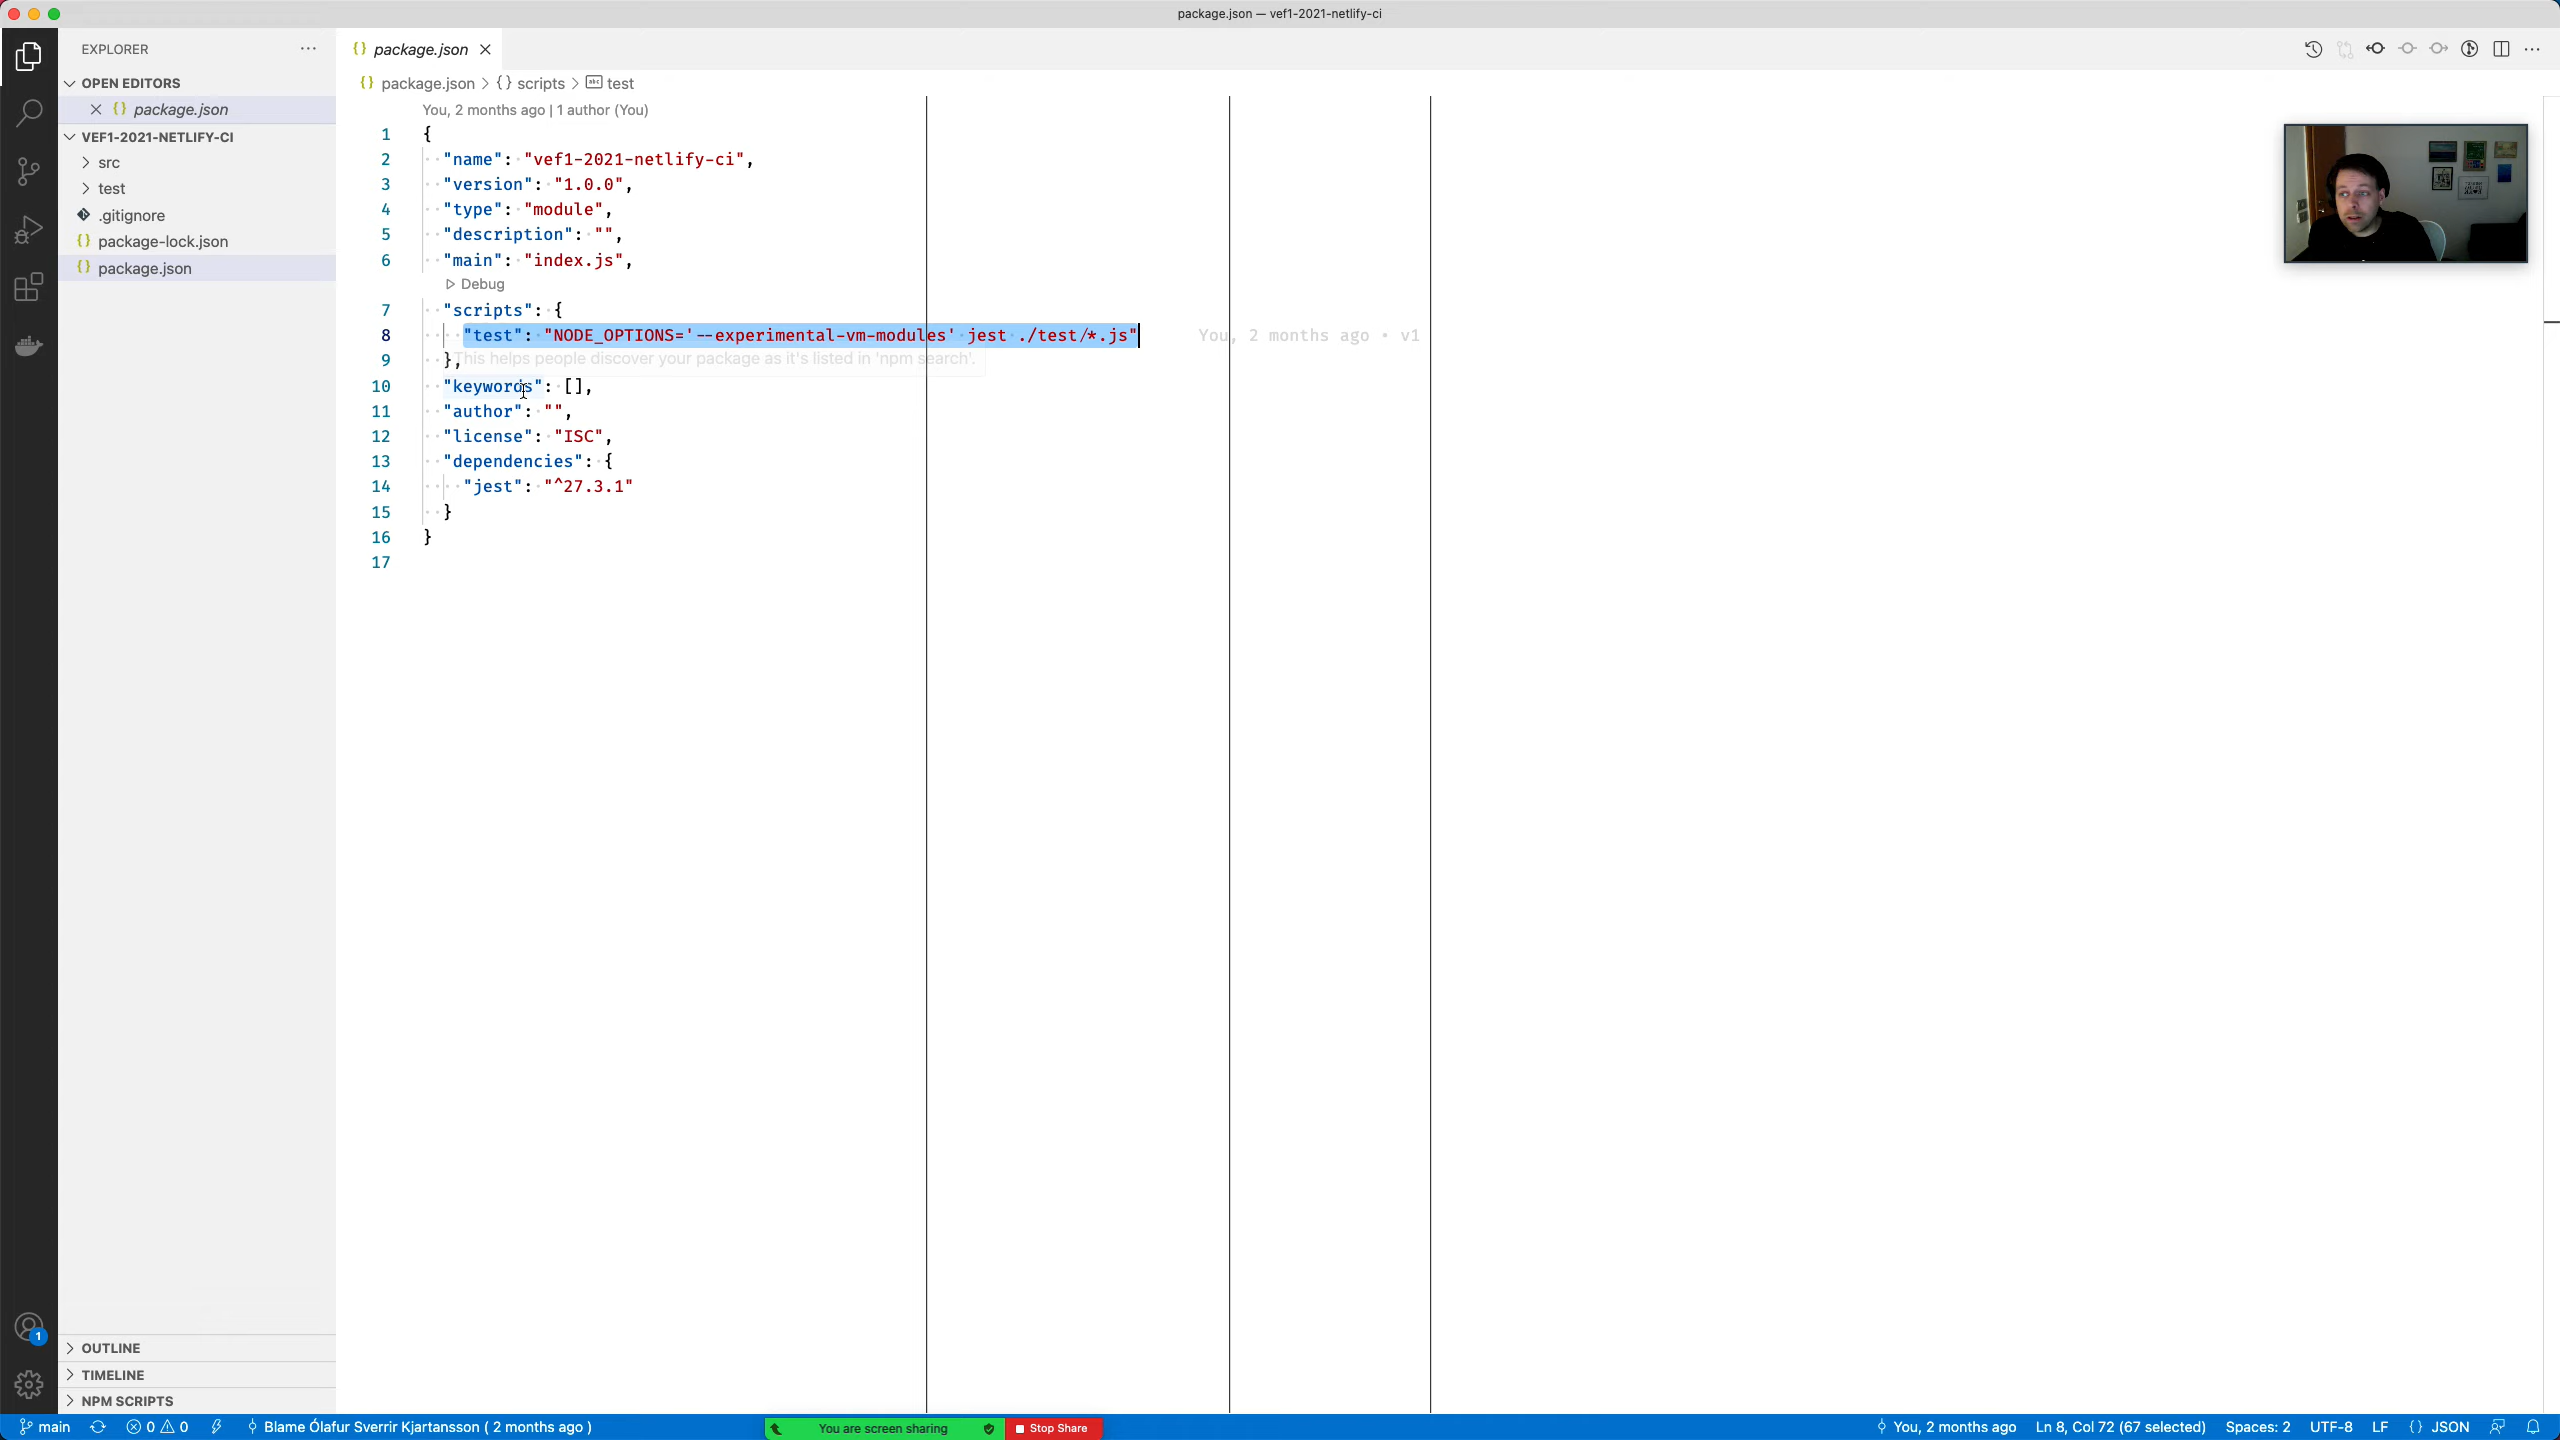 package.json — vef1-2021-netlify-ci
EXPLORER
OPEN EDITORS
package.json
VEF1-2021-NETLIFY-CI
src
test
.gitignore
package-lock.json
package.json
OUTLINE
TIMELINE
NPM SCRIPTS
package.json
package.json > {} scripts > abc test
You, 2 months ago | 1 author (You)
1 {
2 "name": "vef1-2021-netlify-ci",
3 "version": "1.0.0",
4 "type": "module",
5 "description": "",
6 "main": "index.js",
Debug
7 "scripts": {
8 "test": "NODE_OPTIONS='--experimental-vm-modules' jest ./test/*.js" You, 2 months ago • v1
9 }, This helps people discover your package as it's listed in 'npm search'.
10 "keywords": [],
11 "author": "",
12 "license": "ISC",
13 "dependencies": {
14 "jest": "^27.3.1"
15 }
16 }
17
1
main 0 0 Blame Ólafur Sverrir Kjartansson ( 2 months ago ) You are screen sharing Stop Share You, 2 months ago Ln 8, Col 72 (67 selected) Spaces: 2 UTF-8 LF {} JSON